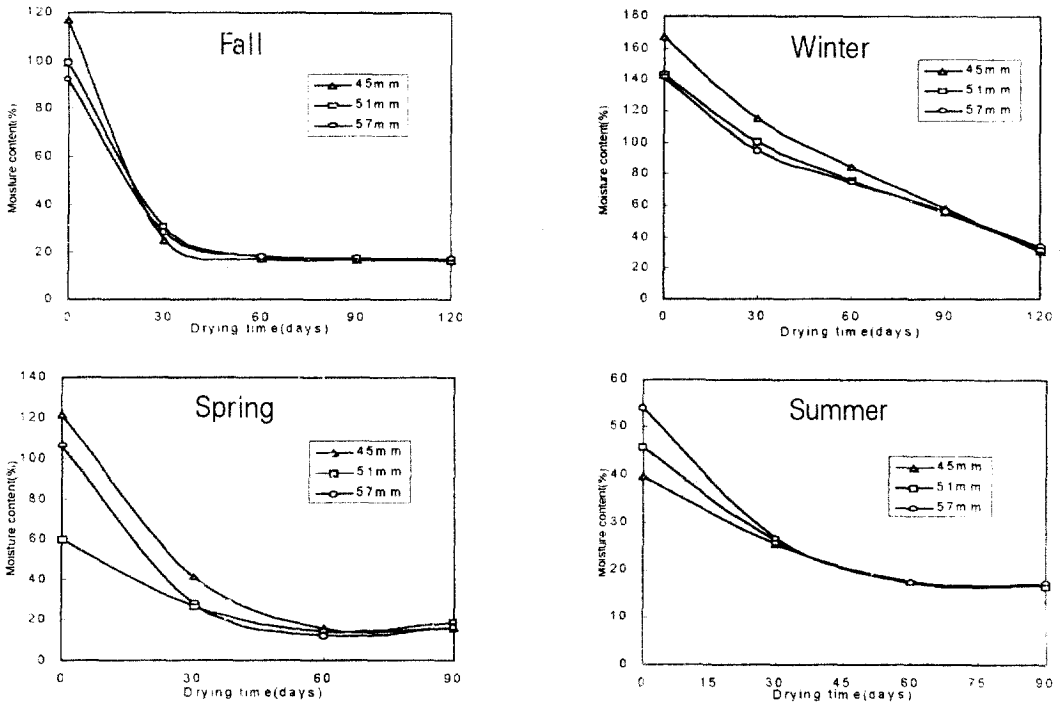 Fall
Moisture content(%)
120
100
80
60
40
20
0
45mm
51mm
57mm
0 30 60 90 120
Drying time(days)
Winter
Moisture content(%)
160
160
140
120
100
80
60
40
20
0
45mm
51mm
57mm
0 30 60 90 120
Drying time(days)
Spring
Moisture content(%)
140
120
100
80
60
40
20
0
45mm
51mm
57mm
0 30 60 90
Drying time(days)
Summer
Moisture content(%)
60
50
40
30
20
10
0
45mm
51mm
57mm
0 15 30 45 60 75 90
Drying time(days)